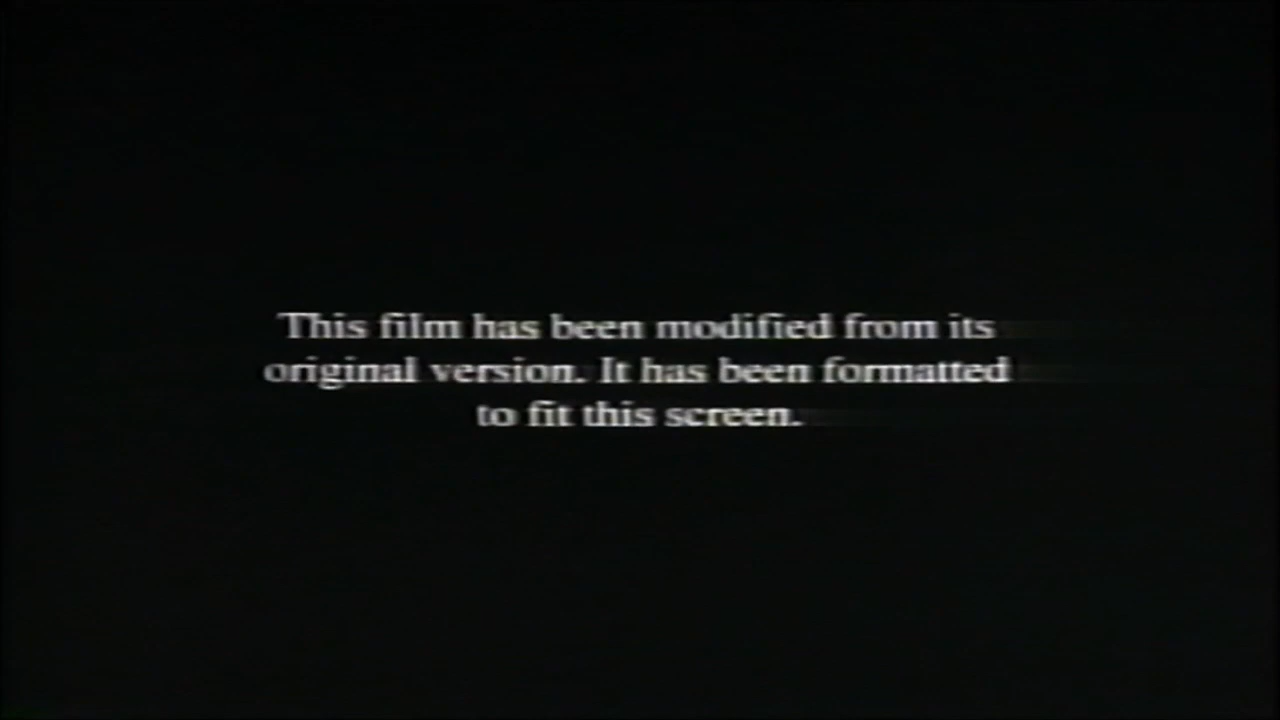 This film has been modified from its
original version. It has been formatted
to fit this screen.